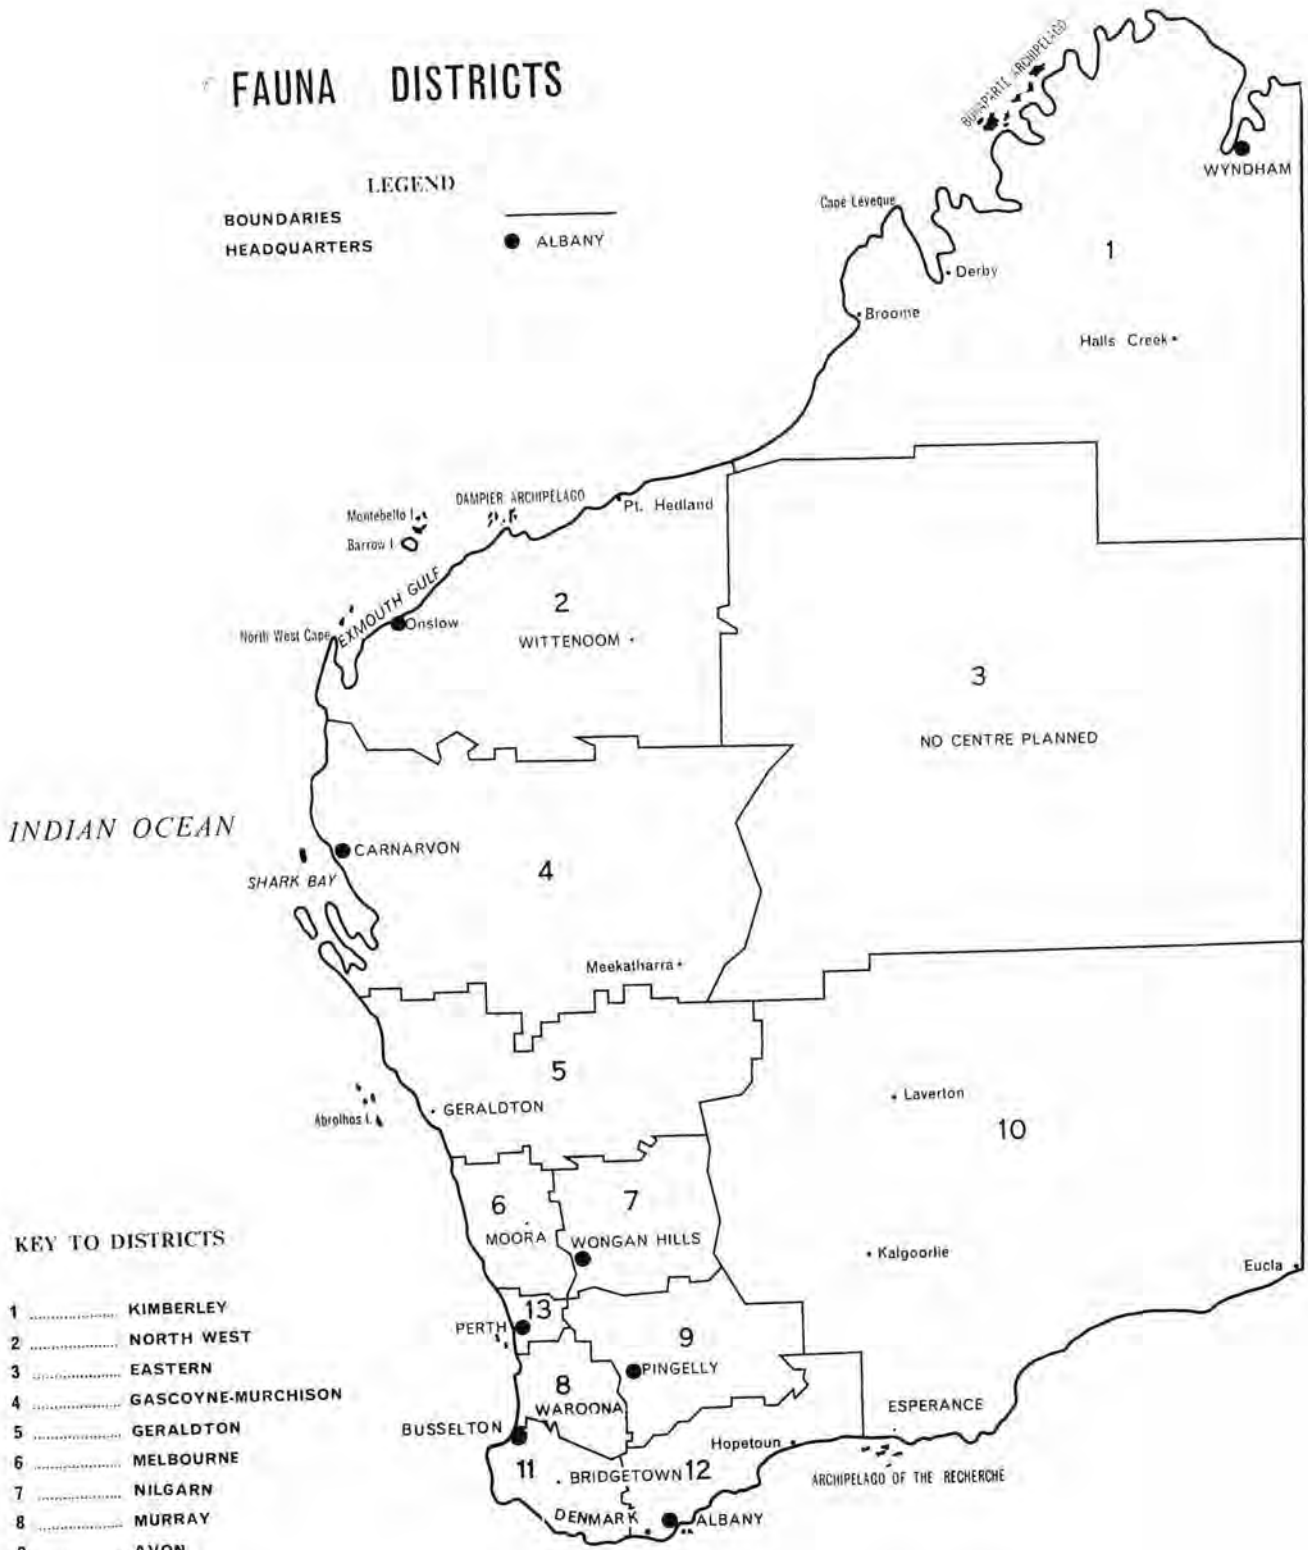 FAUNA DISTRICTS
LEGEND
BOUNDARIES
HEADQUARTERS ● ALBANY
BONAPARTE ARCHIPELAGO
WYNDHAM
Cape Leveque
1
Derby
Broome
Halls Creek
DAMPIER ARCHIPELAGO
Pt. Hedland
Montebello I.
Barrow I.
EXMOUTH GULF
2
North West Cape
Onslow
WITTENOOM
3
NO CENTRE PLANNED
INDIAN OCEAN
CARNARVON
4
SHARK BAY
Meekatharra
5
Laverton
GERALDTON
Abrolhos I.
10
6
7
MOORA
WONGAN HILLS
Kalgoorlie
Eucla
13
PERTH
9
PINGELLY
8
WAROONA
ESPERANCE
BUSSELTON
Hopetoun
11
BRIDGETOWN
12
ARCHIPELAGO OF THE RECHERCHE
DENMARK
ALBANY
KEY TO DISTRICTS
1 .................. KIMBERLEY
2 .................. NORTH WEST
3 .................. EASTERN
4 .................. GASCOYNE-MURCHISON
5 .................. GERALDTON
6 .................. MELBOURNE
7 .................. NILGARN
8 .................. MURRAY
9 .................. AVON